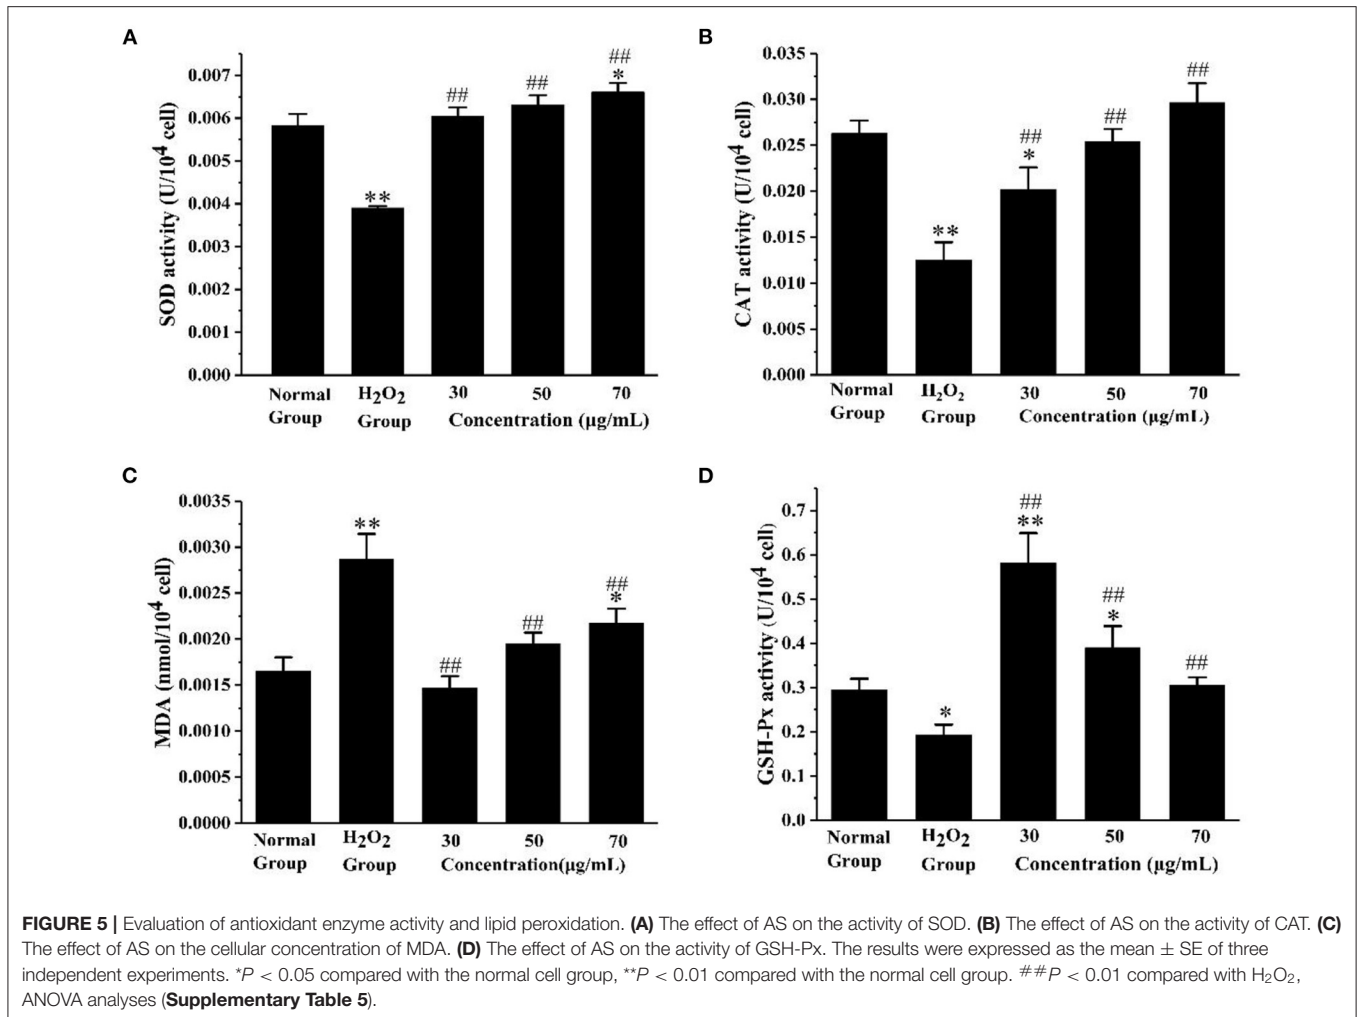 A
SOD activity (U/10⁴ cell)
0.007
0.006
0.005
0.004
0.003
0.002
0.001
0.000
**
##
##
##
*
Normal Group
H₂O₂ Group
30
50
70
Concentration (µg/mL)
B
CAT activity (U/10⁴ cell)
0.035
0.030
0.025
0.020
0.015
0.010
0.005
0.000
**
##
*
##
##
Normal Group
H₂O₂ Group
30
50
70
Concentration (µg/mL)
C
MDA (nmol/10⁴ cell)
0.0035
0.0030
0.0025
0.0020
0.0015
0.0010
0.0005
0.0000
**
##
##
##
*
Normal Group
H₂O₂ Group
30
50
70
Concentration(µg/mL)
D
GSH-Px activity (U/10⁴ cell)
0.7
0.6
0.5
0.4
0.3
0.2
0.1
0.0
*
##
**
##
*
##
Normal Group
H₂O₂ Group
30
50
70
Concentration (µg/mL)
FIGURE 5 | Evaluation of antioxidant enzyme activity and lipid peroxidation. (A) The effect of AS on the activity of SOD. (B) The effect of AS on the activity of CAT. (C)
The effect of AS on the cellular concentration of MDA. (D) The effect of AS on the activity of GSH-Px. The results were expressed as the mean ± SE of three
independent experiments. *P < 0.05 compared with the normal cell group, **P < 0.01 compared with the normal cell group. ##P < 0.01 compared with H₂O₂,
ANOVA analyses (Supplementary Table 5).